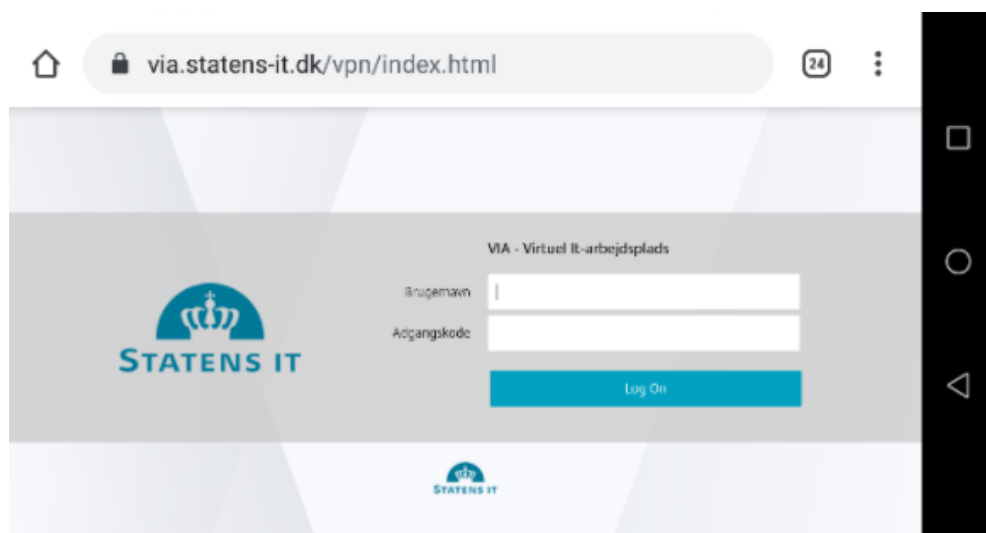 via.statens-it.dk/vpn/index.html
24
VIA - Virtuel It-arbejdsplads
Brugernavn
Adgangskode
STATENS IT
Log On
STATENS IT